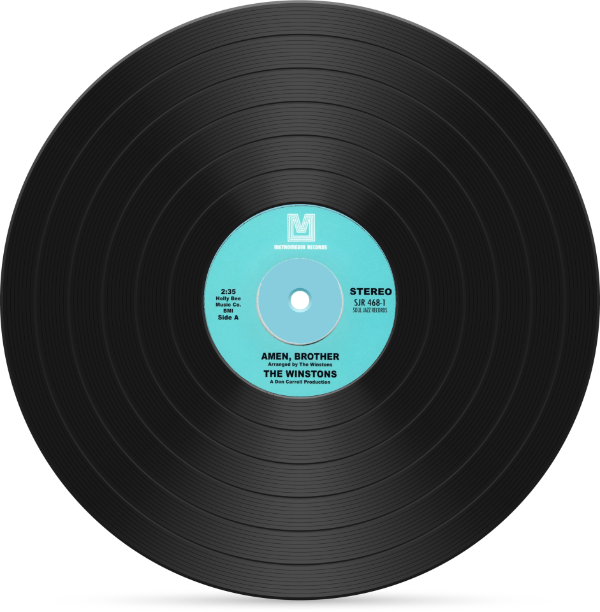 METROMEDIA RECORDS
2:35
Holly Bee
Music Co.
BMI
Side A
STEREO
SJR 468-1
SOUL JAZZ RECORDS
AMEN, BROTHER
Arranged by The Winstons
THE WINSTONS
A Don Carroll Production